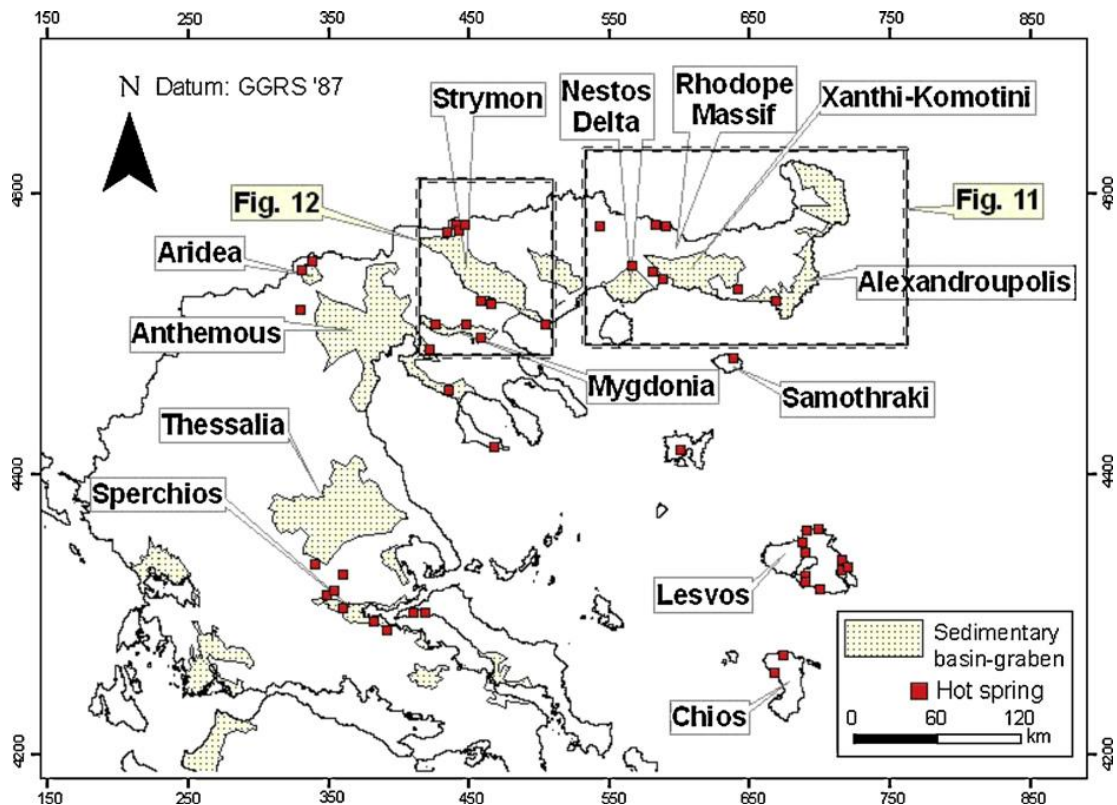 150 250 350 450 550 650 750 850
N Datum: GGRS '87
Strymon
Nestos
Delta
Rhodope
Massif
Xanthi-Komotini
4600
4600
Fig. 12
Fig. 11
Aridea
Alexandroupolis
Anthemous
Mygdonia
Samothraki
Thessalia
4400
4400
Sperchios
Lesvos
Chios
Sedimentary
basin-graben
Hot spring
0 60 120
km
4200
4200
150 250 350 450 550 650 750 850